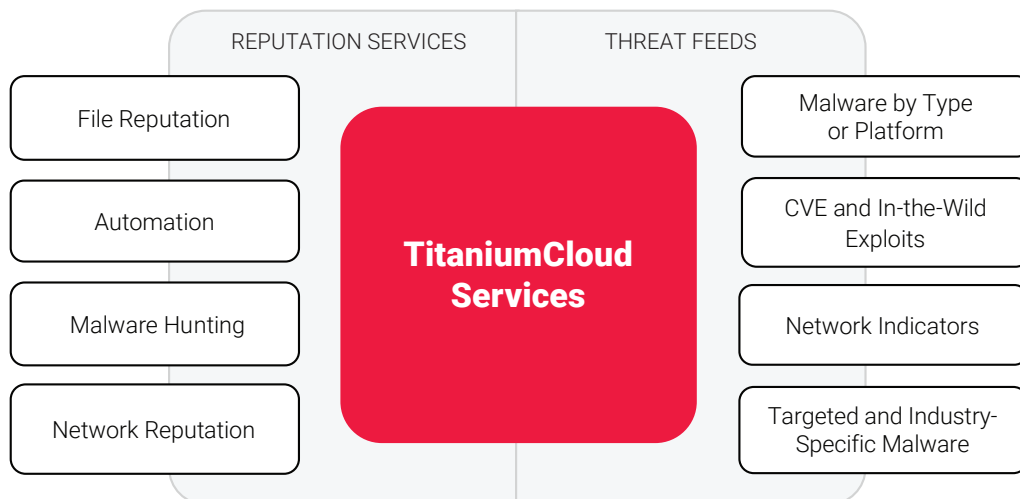 REPUTATION SERVICES
THREAT FEEDS
File Reputation
Automation
Malware Hunting
Network Reputation
TitaniumCloud
Services
Malware by Type
or Platform
CVE and In-the-Wild
Exploits
Network Indicators
Targeted and Industry-
Specific Malware